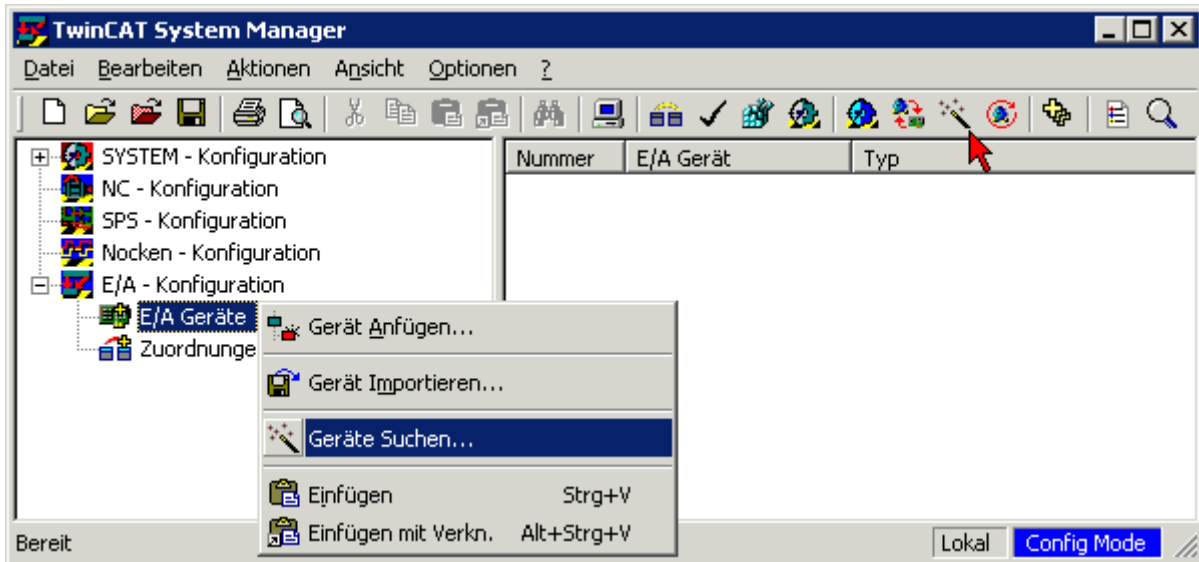 TwinCAT System Manager
Datei Bearbeiten Aktionen Ansicht Optionen ?
SYSTEM - Konfiguration
NC - Konfiguration
SPS - Konfiguration
Nocken - Konfiguration
E/A - Konfiguration
E/A Geräte
Zuordnunge
Nummer E/A Gerät Typ
Gerät Anfügen...
Gerät Importieren...
Geräte Suchen...
Einfügen Strg+V
Einfügen mit Verkn. Alt+Strg+V
Bereit Lokal Config Mode